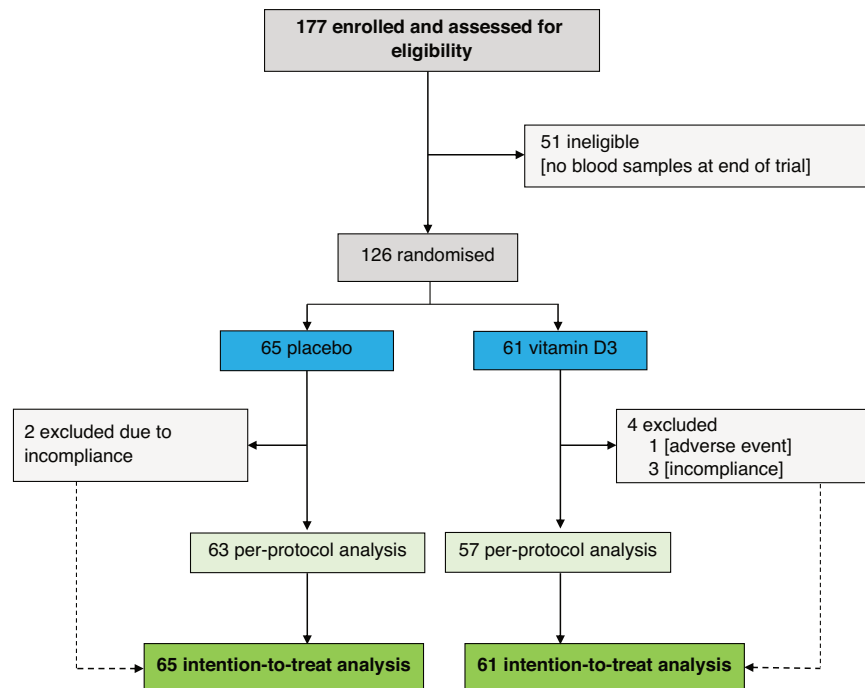 177 enrolled and assessed for
eligibility
51 ineligible
[no blood samples at end of trial]
126 randomised
65 placebo
61 vitamin D3
2 excluded due to
incompliance
4 excluded
1 [adverse event]
3 [incompliance]
63 per-protocol analysis
57 per-protocol analysis
65 intention-to-treat analysis
61 intention-to-treat analysis